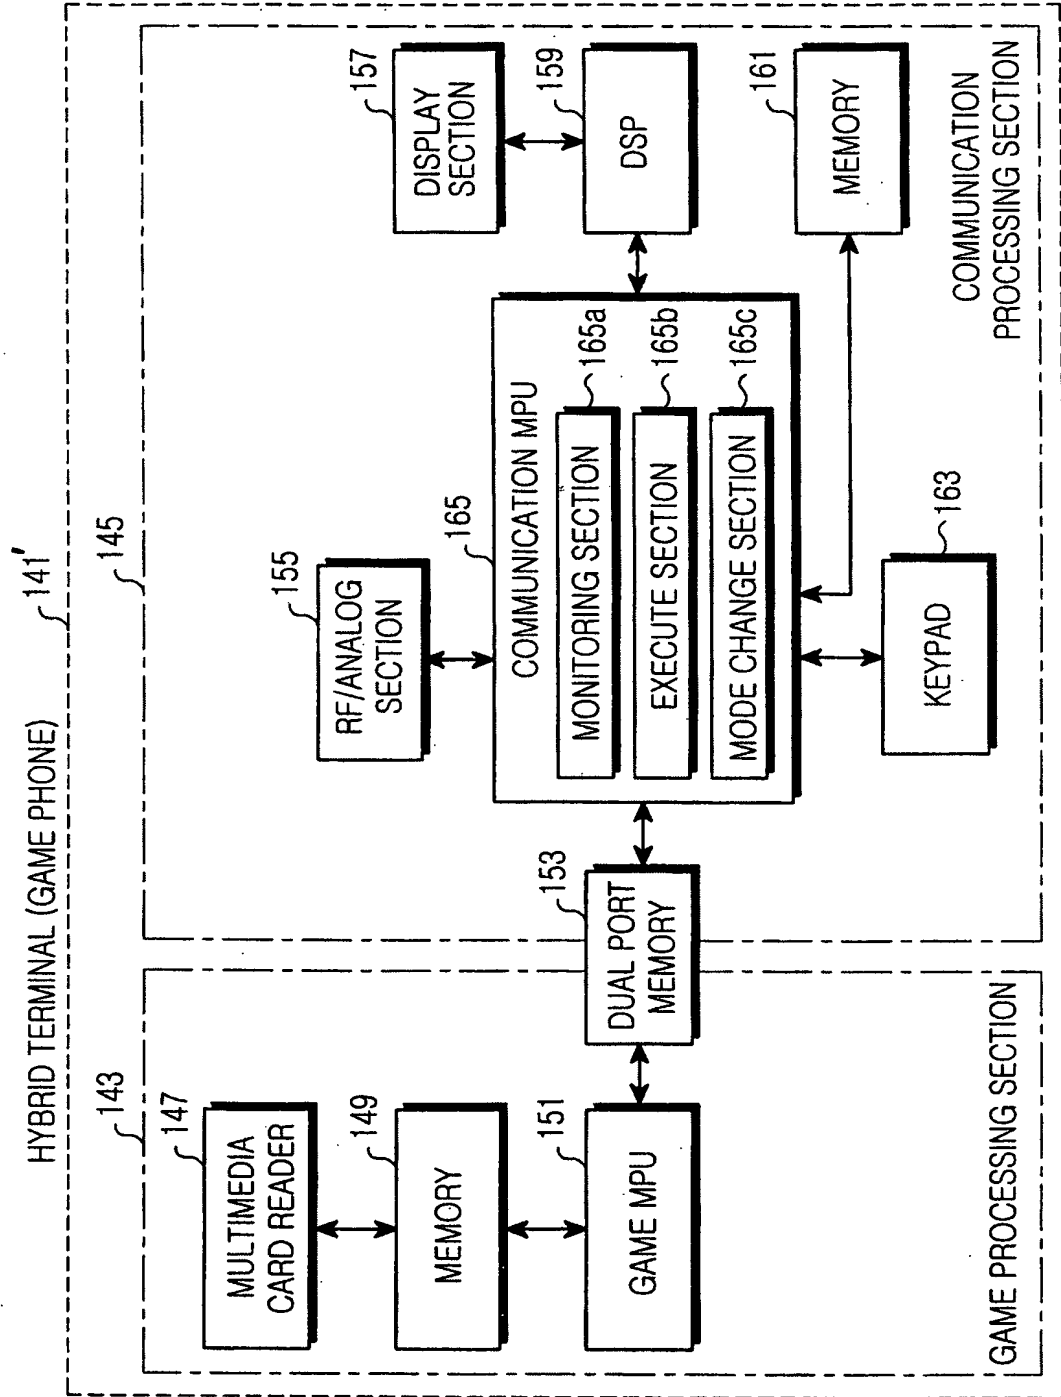 HYBRID TERMINAL (GAME PHONE)
141'
143
147
MULTIMEDIA
CARD READER
149
MEMORY
151
GAME MPU
GAME PROCESSING SECTION
153
DUAL PORT
MEMORY
145
155
RF/ANALOG
SECTION
165
COMMUNICATION MPU
165a
MONITORING SECTION
165b
EXECUTE SECTION
165c
MODE CHANGE SECTION
163
KEYPAD
157
DISPLAY
SECTION
159
DSP
161
MEMORY
COMMUNICATION
PROCESSING SECTION